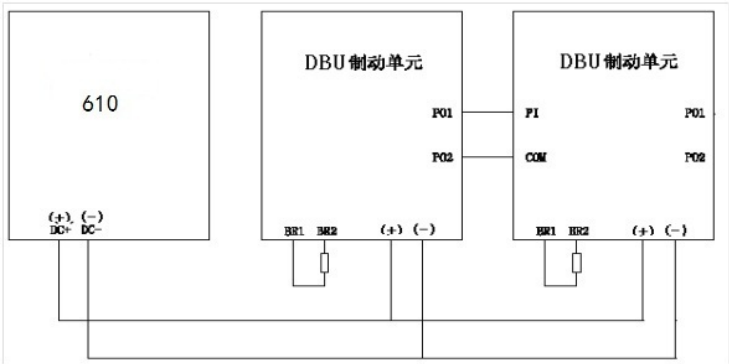 610
(+) (-)
DC+ DC-
DBU制动单元
PO1
PO2
BR1 BR2 (+) (-)
DBU制动单元
PI PO1
COM PO2
BR1 BR2 (+) (-)